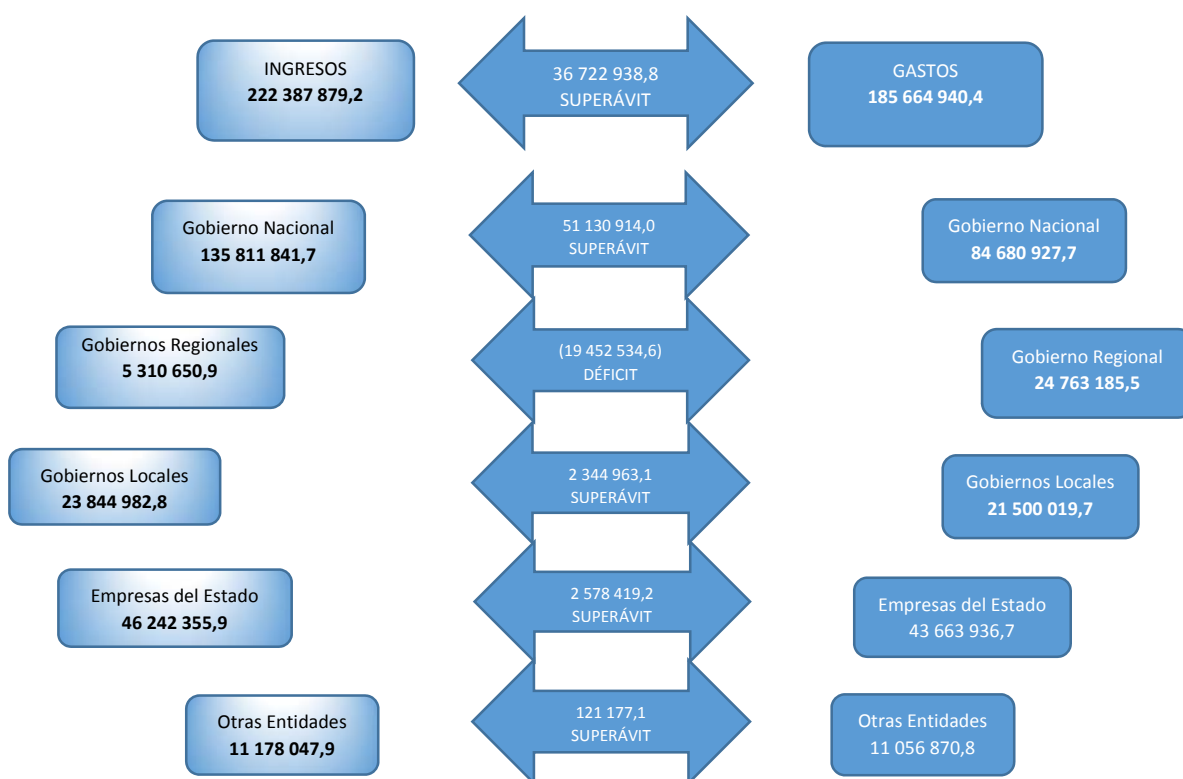 INGRESOS
222 387 879,2
36 722 938,8
SUPERÁVIT
GASTOS
185 664 940,4
Gobierno Nacional
135 811 841,7
51 130 914,0
SUPERÁVIT
Gobierno Nacional
84 680 927,7
Gobiernos Regionales
5 310 650,9
(19 452 534,6)
DÉFICIT
Gobierno Regional
24 763 185,5
Gobiernos Locales
23 844 982,8
2 344 963,1
SUPERÁVIT
Gobiernos Locales
21 500 019,7
Empresas del Estado
46 242 355,9
2 578 419,2
SUPERÁVIT
Empresas del Estado
43 663 936,7
Otras Entidades
11 178 047,9
121 177,1
SUPERÁVIT
Otras Entidades
11 056 870,8